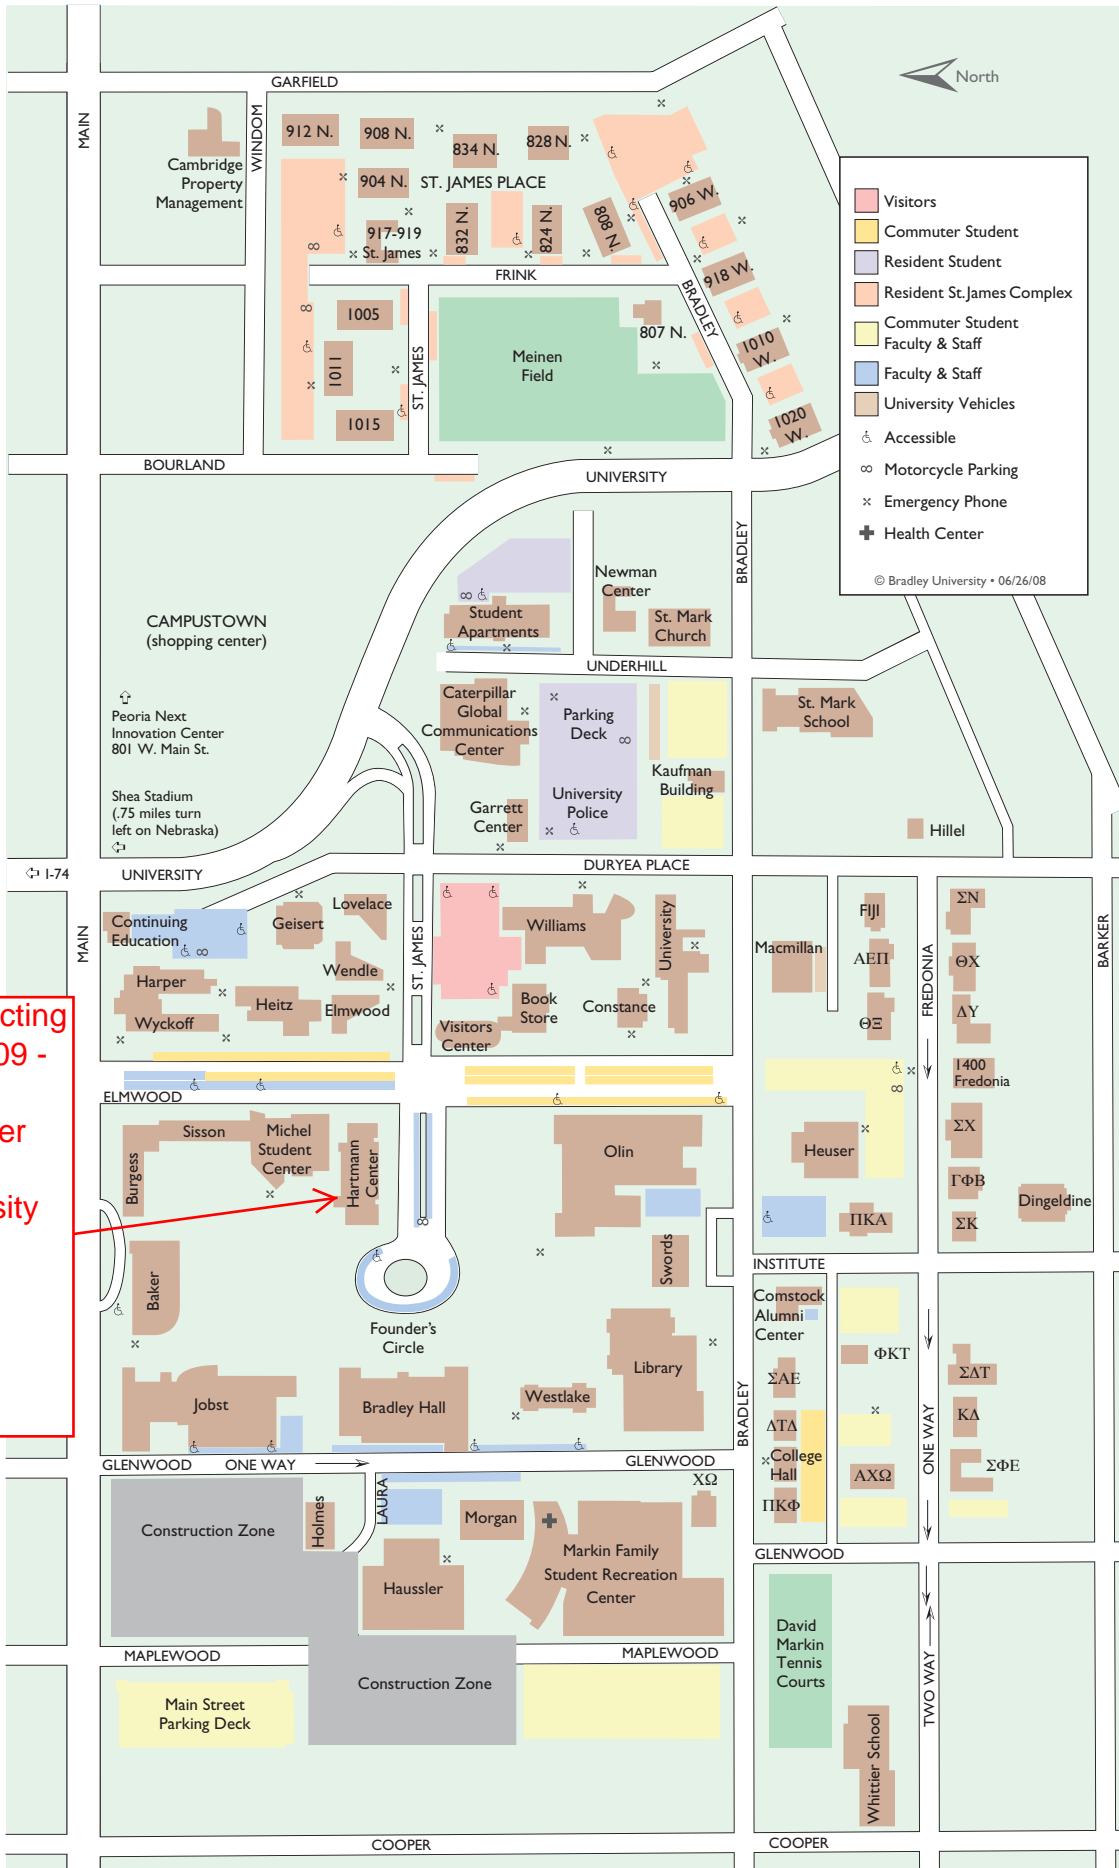 GARFIELD
North
MAIN
WINDOM
Cambridge
Property
Management
912 N.
908 N.
834 N.
828 N.
904 N.
ST. JAMES PLACE
917-919
St. James
832 N.
824 N.
808 N.
906 W.
918 W.
1010
W.
1020
W.
FRINK
BRADLEY
807 N.
1005
1011
1015
ST. JAMES
Meinen
Field
BOURLAND
UNIVERSITY
Visitors
Commuter Student
Resident Student
Resident St.James Complex
Commuter Student
Faculty & Staff
Faculty & Staff
University Vehicles
Accessible
Motorcycle Parking
Emergency Phone
Health Center
© Bradley University • 06/26/08
BRADLEY
CAMPUSTOWN
(shopping center)
Newman
Center
Student
Apartments
St. Mark
Church
UNDERHILL
Peoria Next
Innovation Center
801 W. Main St.
Caterpillar
Global
Communications
Center
Parking
Deck
St. Mark
School
Shea Stadium
(.75 miles turn
left on Nebraska)
Kaufman
Building
University
Police
Garrett
Center
Hillel
I-74
UNIVERSITY
DURYEA PLACE
MAIN
Continuing
Education
Geisert
Lovelace
Wendle
Harper
Heitz
Elmwood
Wyckoff
ST. JAMES
Williams
University
Book
Store
Constance
Visitors
Center
Macmillan
FIJI
ΑΕΠ
ΘΞ
FREDONIA
ΣΝ
ΘΧ
ΔΥ
1400
Fredonia
ΣΧ
ΓΦΒ
ΣΚ
Dingeldine
BARKER
cting
09 -
er
sity
ELMWOOD
Burgess
Sisson
Michel
Student
Center
Hartmann
Center
Olin
Swords
Heuser
ΠΚΑ
Baker
Founder's
Circle
INSTITUTE
Comstock
Alumni
Center
ΦΚΤ
ΣΑΕ
ΣΔΤ
Library
Westlake
Jobst
Bradley Hall
BRADLEY
ΔΤΔ
ΚΔ
College
Hall
ΑΧΩ
ΣΦΕ
ΠΚΦ
ONE WAY
GLENWOOD
ONE WAY
GLENWOOD
LAURA
ΧΩ
Construction Zone
Holmes
Morgan
Haussler
Markin Family
Student Recreation
Center
GLENWOOD
David
Markin
Tennis
Courts
TWO WAY
MAPLEWOOD
MAPLEWOOD
Construction Zone
Main Street
Parking Deck
Whittier School
COOPER
COOPER